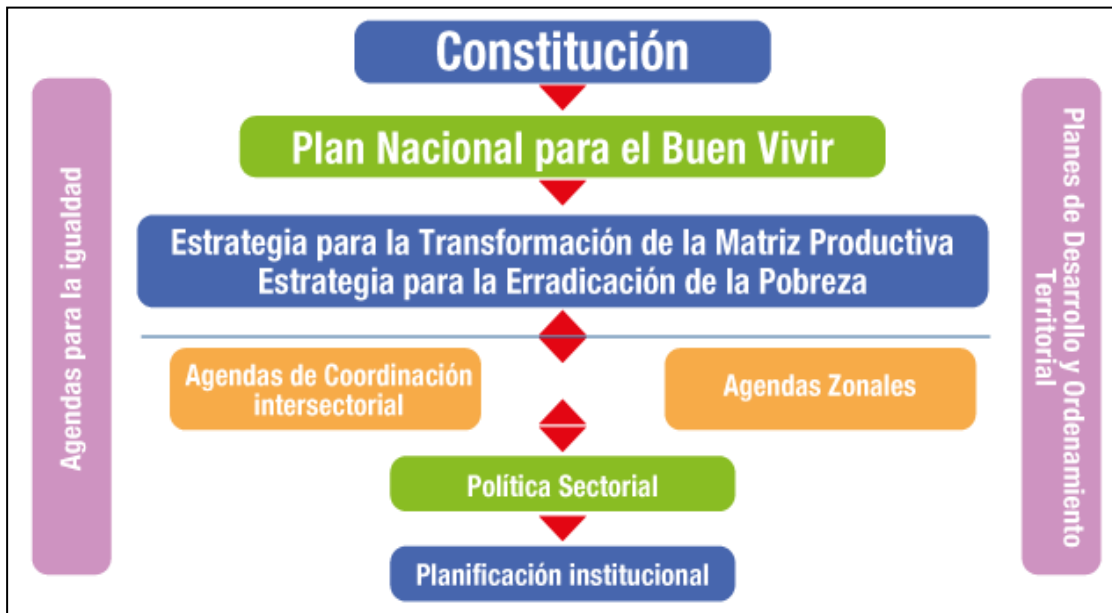 Constitución
Plan Nacional para el Buen Vivir
Estrategia para la Transformación de la Matriz Productiva
Estrategia para la Erradicación de la Pobreza
Agendas de Coordinación
intersectorial
Agendas Zonales
Política Sectorial
Planificación institucional
Agendas para la igualdad
Planes de Desarrollo y Ordenamiento
Territorial